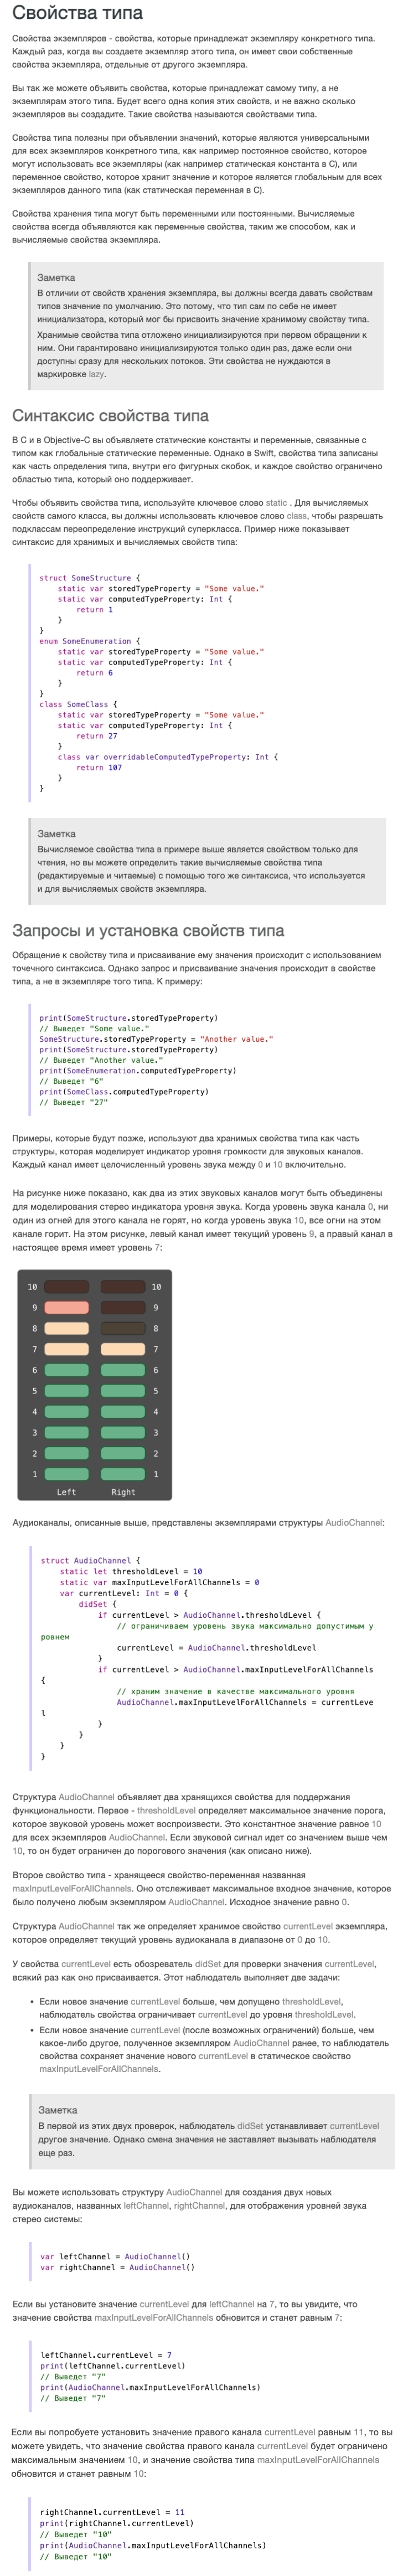 Свойства типа
Свойства экземпляров - свойства, которые принадлежат экземпляру конкретного типа.
Каждый раз, когда вы создаете экземпляр этого типа, он имеет свои собственные
свойства экземпляра, отдельные от другого экземпляра.
Вы так же можете объявить свойства, которые принадлежат самому типу, а не
экземплярам этого типа. Будет всего одна копия этих свойств, и не важно сколько
экземпляров вы создадите. Такие свойства называются свойствами типа.
Свойства типа полезны при объявлении значений, которые являются универсальными
для всех экземпляров конкретного типа, как например постоянное свойство, которое
могут использовать все экземпляры (как например статическая константа в C), или
переменное свойство, которое хранит значение и которое является глобальным для всех
экземпляров данного типа (как статическая переменная в C).
Свойства хранения типа могут быть переменными или постоянными. Вычисляемые
свойства всегда объявляются как переменные свойства, таким же способом, как и
вычисляемые свойства экземпляра.
Заметка
В отличии от свойств хранения экземпляра, вы должны всегда давать свойствам
типов значение по умолчанию. Это потому, что тип сам по себе не имеет
инициализатора, который мог бы присвоить значение хранимому свойству типа.
Хранимые свойства типа отложено инициализируются при первом обращении к
ним. Они гарантировано инициализируются только один раз, даже если они
доступны сразу для нескольких потоков. Эти свойства не нуждаются в
маркировке lazy.
Синтаксис свойства типа
В C и в Objective-C вы объявляете статические константы и переменные, связанные с
типом как глобальные статические переменные. Однако в Swift, свойства типа записаны
как часть определения типа, внутри его фигурных скобок, и каждое свойство ограничено
областью типа, который оно поддерживает.
Чтобы объявить свойства типа, используйте ключевое слово static . Для вычисляемых
свойств самого класса, вы должны использовать ключевое слово class, чтобы разрешать
подклассам переопределение инструкций суперкласса. Пример ниже показывает
синтаксис для хранимых и вычисляемых свойств типа:
struct SomeStructure {
static var storedTypeProperty = "Some value."
static var computedTypeProperty: Int {
return 1
}
}
enum SomeEnumeration {
static var storedTypeProperty = "Some value."
static var computedTypeProperty: Int {
return 6
}
}
class SomeClass {
static var storedTypeProperty = "Some value."
static var computedTypeProperty: Int {
return 27
}
class var overridableComputedTypeProperty: Int {
return 107
}
}
Заметка
Вычисляемое свойства типа в примере выше является свойством только для
чтения, но вы можете определить такие вычисляемые свойства типа
(редактируемые и читаемые) с помощью того же синтаксиса, что используется
и для вычисляемых свойств экземпляра.
Запросы и установка свойств типа
Обращение к свойству типа и присваивание ему значения происходит с использованием
точечного синтаксиса. Однако запрос и присваивание значения происходит в свойстве
типа, а не в экземпляре того типа. К примеру:
print(SomeStructure.storedTypeProperty)
// Выведет "Some value."
SomeStructure.storedTypeProperty = "Another value."
print(SomeStructure.storedTypeProperty)
// Выведет "Another value."
print(SomeEnumeration.computedTypeProperty)
// Выведет "6"
print(SomeClass.computedTypeProperty)
// Выведет "27"
Примеры, которые будут позже, используют два хранимых свойства типа как часть
структуры, которая моделирует индикатор уровня громкости для звуковых каналов.
Каждый канал имеет целочисленный уровень звука между 0 и 10 включительно.
На рисунке ниже показано, как два из этих звуковых каналов могут быть объединены
для моделирования стерео индикатора уровня звука. Когда уровень звука канала 0, ни
один из огней для этого канала не горят, но когда уровень звука 10, все огни на этом
канале горит. На этом рисунке, левый канал имеет текущий уровень 9, а правый канал в
настоящее время имеет уровень 7:
10 10
9 9
8 8
7 7
6 6
5 5
4 4
3 3
2 2
1 1
Left Right
Аудиоканалы, описанные выше, представлены экземплярами структуры AudioChannel:
struct AudioChannel {
static let thresholdLevel = 10
static var maxInputLevelForAllChannels = 0
var currentLevel: Int = 0 {
didSet {
if currentLevel > AudioChannel.thresholdLevel {
// ограничиваем уровень звука максимально допустимым у
ровнем
currentLevel = AudioChannel.thresholdLevel
}
if currentLevel > AudioChannel.maxInputLevelForAllChannels
{
// храним значение в качестве максимального уровня
AudioChannel.maxInputLevelForAllChannels = currentLeve
l
}
}
}
}
Структура AudioChannel объявляет два хранящихся свойства для поддержания
функциональности. Первое - thresholdLevel определяет максимальное значение порога,
которое звуковой уровень может воспроизвести. Это константное значение равное 10
для всех экземпляров AudioChannel. Если звуковой сигнал идет со значением выше чем
10, то он будет ограничен до порогового значения (как описано ниже).
Второе свойство типа - хранящееся свойство-переменная названная
maxInputLevelForAllChannels. Оно отслеживает максимальное входное значение, которое
было получено любым экземпляром AudioChannel. Исходное значение равно 0.
Структура AudioChannel так же определяет хранимое свойство currentLevel экземпляра,
которое определяет текущий уровень аудиоканала в диапазоне от 0 до 10.
У свойства currentLevel есть обозреватель didSet для проверки значения currentLevel,
всякий раз как оно присваивается. Этот наблюдатель выполняет две задачи:
• Если новое значение currentLevel больше, чем допущено thresholdLevel,
наблюдатель свойства ограничивает currentLevel до уровня thresholdLevel.
• Если новое значение currentLevel (после возможных ограничений) больше, чем
какое-либо другое, полученное экземпляром AudioChannel ранее, то наблюдатель
свойства сохраняет значение нового currentLevel в статическое свойство
maxInputLevelForAllChannels.
Заметка
В первой из этих двух проверок, наблюдатель didSet устанавливает currentLevel
другое значение. Однако смена значения не заставляет вызывать наблюдателя
еще раз.
Вы можете использовать структуру AudioChannel для создания двух новых
аудиоканалов, названных leftChannel, rightChannel, для отображения уровней звука
стерео системы:
var leftChannel = AudioChannel()
var rightChannel = AudioChannel()
Если вы установите значение currentLevel для leftChannel на 7, то вы увидите, что
значение свойства maxInputLevelForAllChannels обновится и станет равным 7:
leftChannel.currentLevel = 7
print(leftChannel.currentLevel)
// Выведет "7"
print(AudioChannel.maxInputLevelForAllChannels)
// Выведет "7"
Если вы попробуете установить значение правого канала currentLevel равным 11, то вы
можете увидеть, что значение свойства правого канала currentLevel будет ограничено
максимальным значением 10, и значение свойства типа maxInputLevelForAllChannels
обновится и станет равным 10:
rightChannel.currentLevel = 11
print(rightChannel.currentLevel)
// Выведет "10"
print(AudioChannel.maxInputLevelForAllChannels)
// Выведет "10"